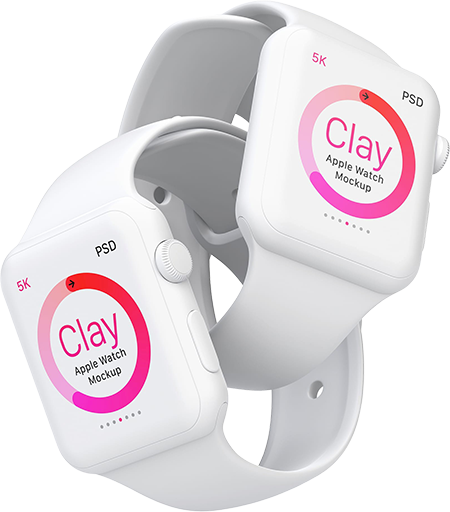 5K
PSD
Clay
Apple Watch
Mockup
5K
PSD
Clay
Apple Watch
Mockup